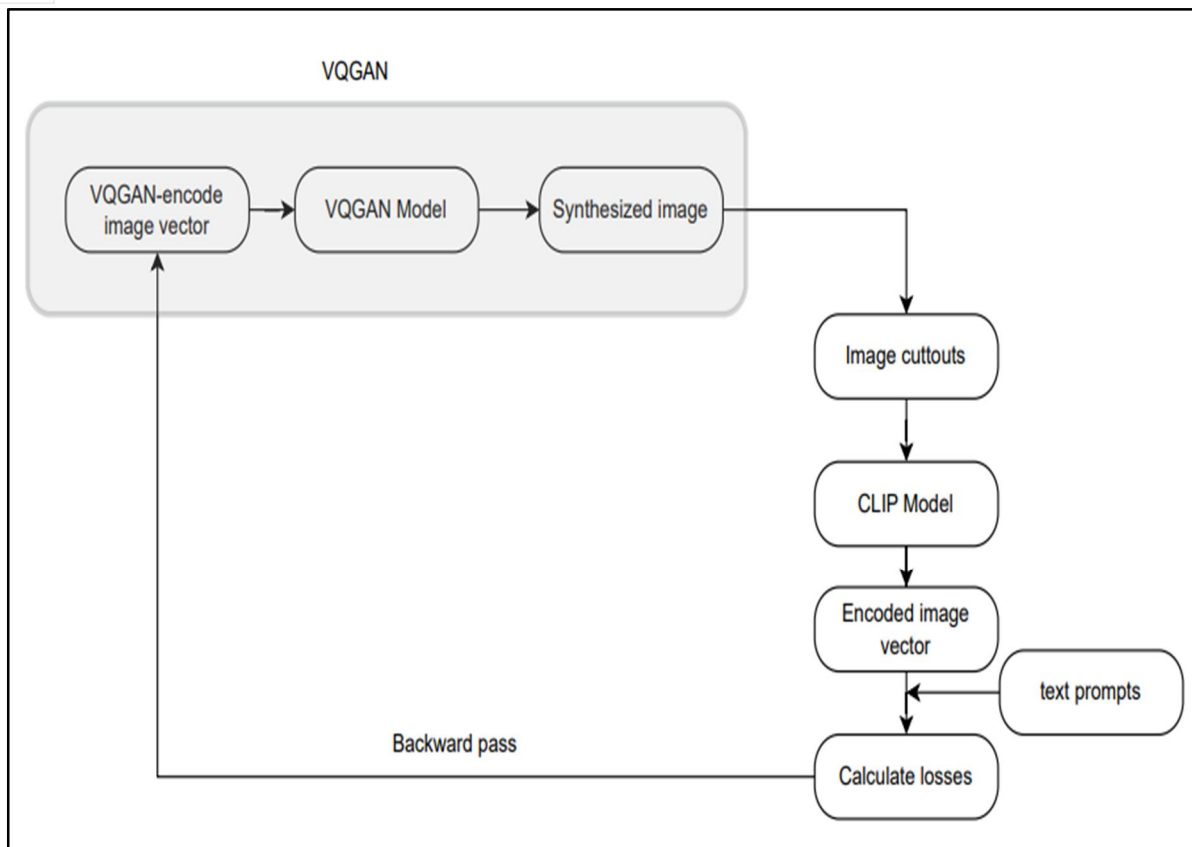 VQGAN
VQGAN-encode
image vector
VQGAN Model
Synthesized image
Image cuttouts
CLIP Model
Encoded image
vector
text prompts
Backward pass
Calculate losses